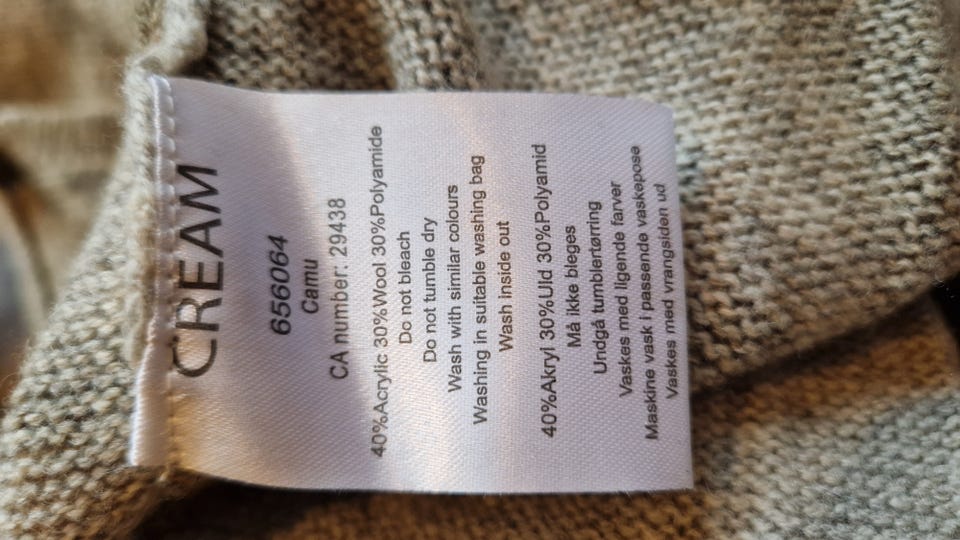 CREAM
656064
Camu
CA number: 29438
40%Acrylic 30%Wool 30%Polyamide
Do not bleach
Do not tumble dry
Wash with similar colours
Washing in suitable washing bag
Wash inside out
40%Akryl 30%Uld 30%Polyamid
Må ikke bleges
Undgå tumblertørring
Vaskes med ligende farver
Maskine vask i passende vaskepose
Vaskes med vrangsiden ud